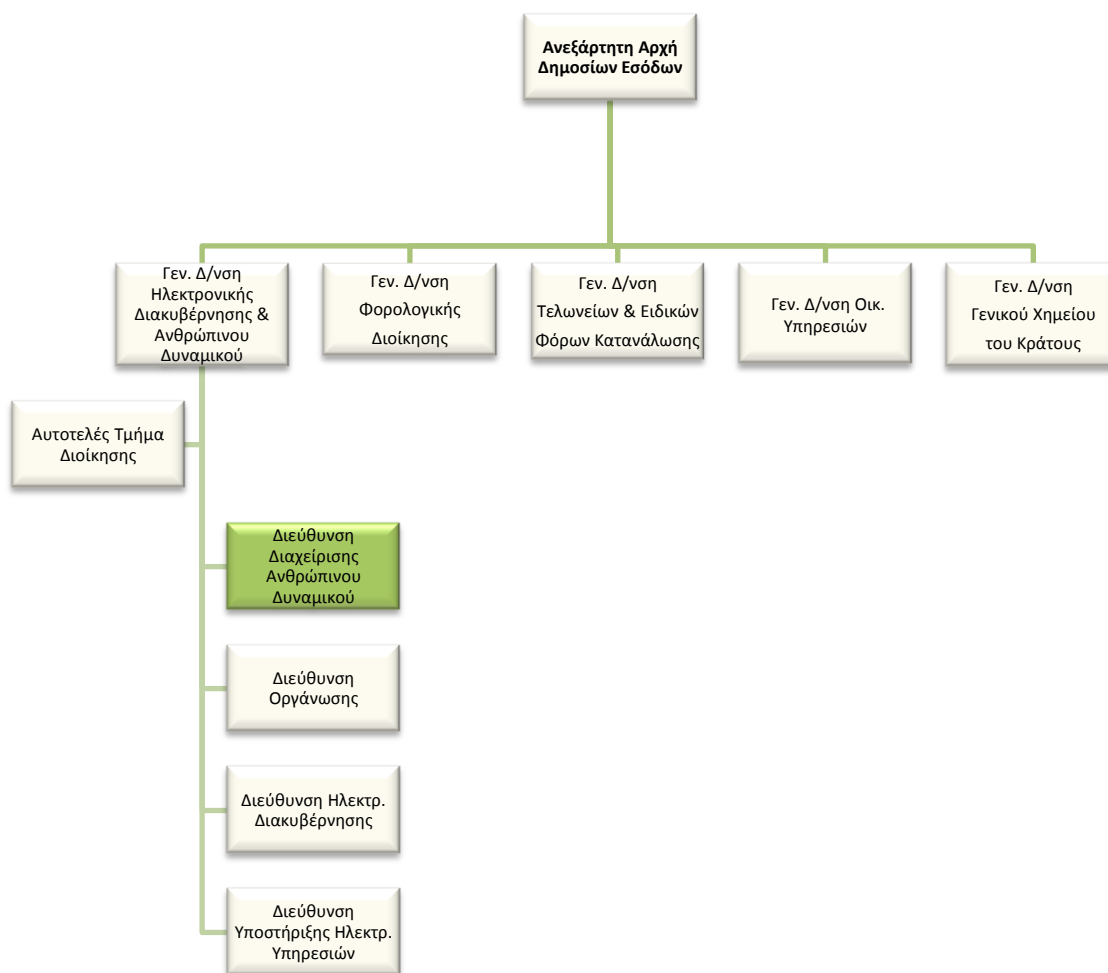 Ανεξάρτητη Αρχή
Δημοσίων Εσόδων
Γεν. Δ/νση
Ηλεκτρονικής
Διακυβέρνησης &
Ανθρώπινου
Δυναμικού
Γεν. Δ/νση
Φορολογικής
Διοίκησης
Γεν. Δ/νση
Τελωνείων & Ειδικών
Φόρων Κατανάλωσης
Γεν. Δ/νση Οικ.
Υπηρεσιών
Γεν. Δ/νση
Γενικού Χημείου
του Κράτους
Αυτοτελές Τμήμα
Διοίκησης
Διεύθυνση
Διαχείρισης
Ανθρώπινου
Δυναμικού
Διεύθυνση
Οργάνωσης
Διεύθυνση Ηλεκτρ.
Διακυβέρνησης
Διεύθυνση
Υποστήριξης Ηλεκτρ.
Υπηρεσιών